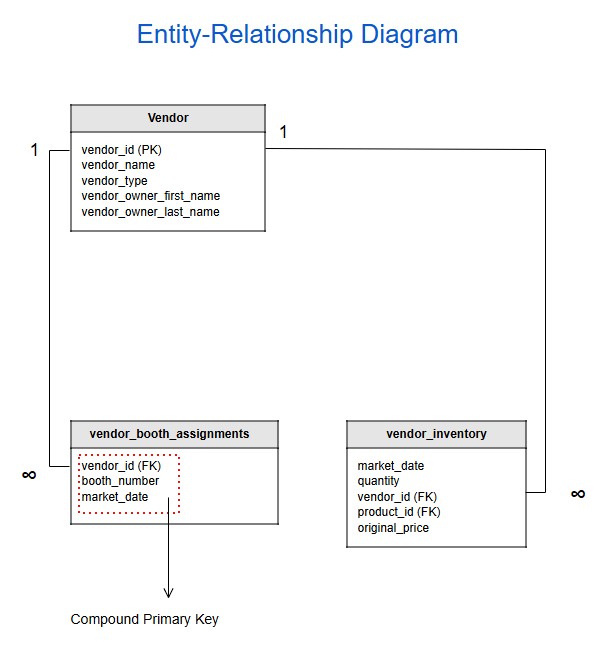 Entity-Relationship Diagram
Vendor
1
1
vendor_id (PK)
vendor_name
vendor_type
vendor_owner_first_name
vendor_owner_last_name
vendor_booth_assignments
vendor_id (FK)
booth_number
market_date
∞
vendor_inventory
market_date
quantity
vendor_id (FK)
product_id (FK)
original_price
∞
Compound Primary Key